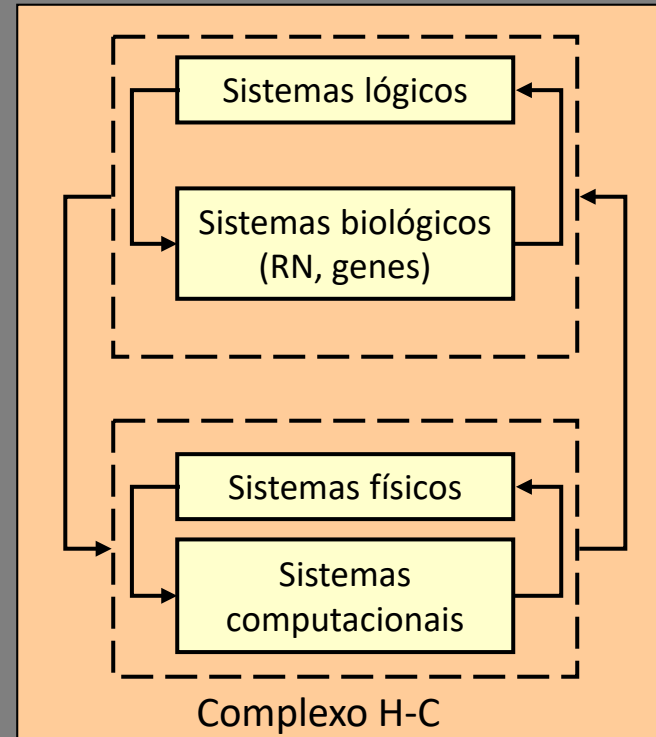 Sistemas lógicos
Sistemas biológicos
(RN, genes)
Sistemas físicos
Sistemas
computacionais
Complexo H-C